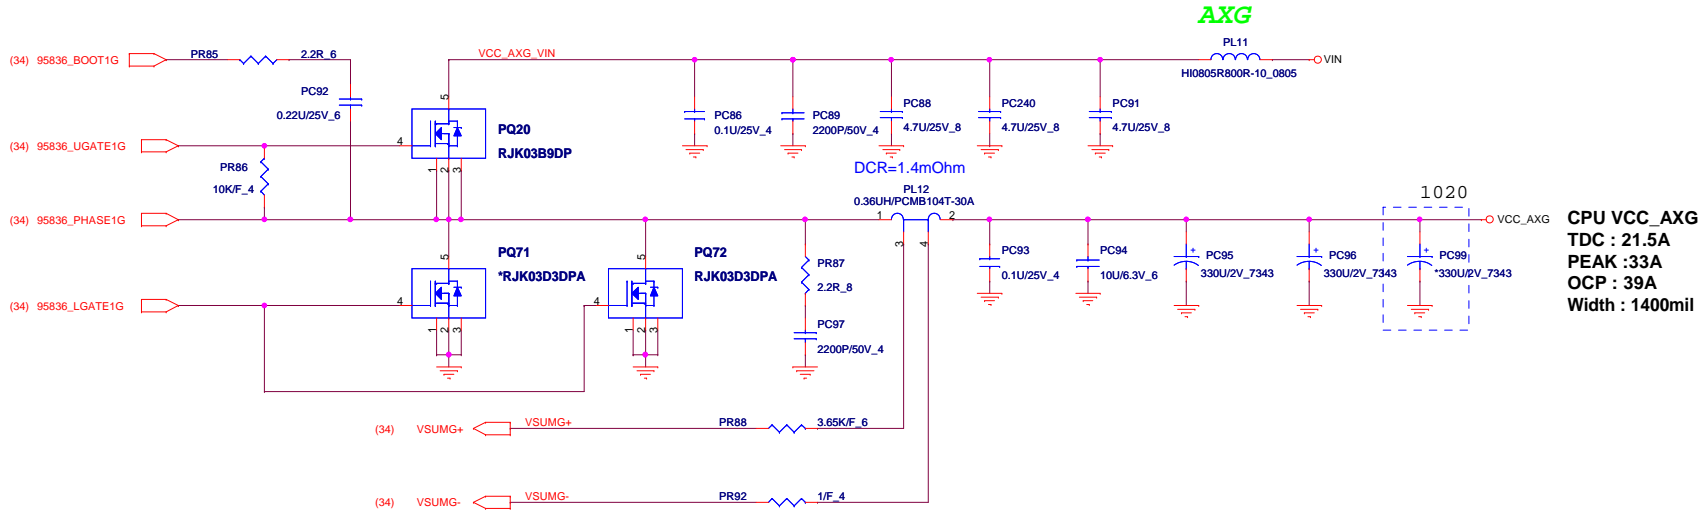 AXG
PL11
HI0805R800R-10_0805
VIN
(34) 95836_BOOT1G
PR85
2.2R_6
VCC_AXG_VIN
PC92
0.22U/25V_6
5
PQ20
RJK03B9DP
4
1
2
3
PC86
0.1U/25V_4
PC89
2200P/50V_4
PC88
4.7U/25V_8
PC240
4.7U/25V_8
PC91
4.7U/25V_8
(34) 95836_UGATE1G
PR86
10K/F_4
DCR=1.4mOhm
PL12
0.36UH/PCMB104T-30A
1
2
3
4
1020
(34) 95836_PHASE1G
VCC_AXG
CPU VCC_AXG
TDC : 21.5A
PEAK :33A
OCP : 39A
Width : 1400mil
PQ71
*RJK03D3DPA
5
4
1
2
3
PQ72
RJK03D3DPA
5
4
1
2
3
PR87
2.2R_8
PC97
2200P/50V_4
PC93
0.1U/25V_4
PC94
10U/6.3V_6
+
PC95
330U/2V_7343
+
PC96
330U/2V_7343
+
PC99
*330U/2V_7343
(34) 95836_LGATE1G
(34) VSUMG+
VSUMG+
PR88
3.65K/F_6
(34) VSUMG-
VSUMG-
PR92
1/F_4